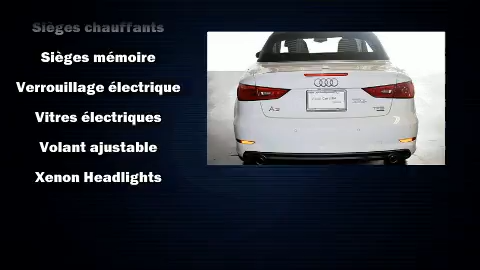 Sièges chauffants
Sièges mémoire
Verrouillage électrique
Vitres électriques
Volant ajustable
Xenon Headlights
A3